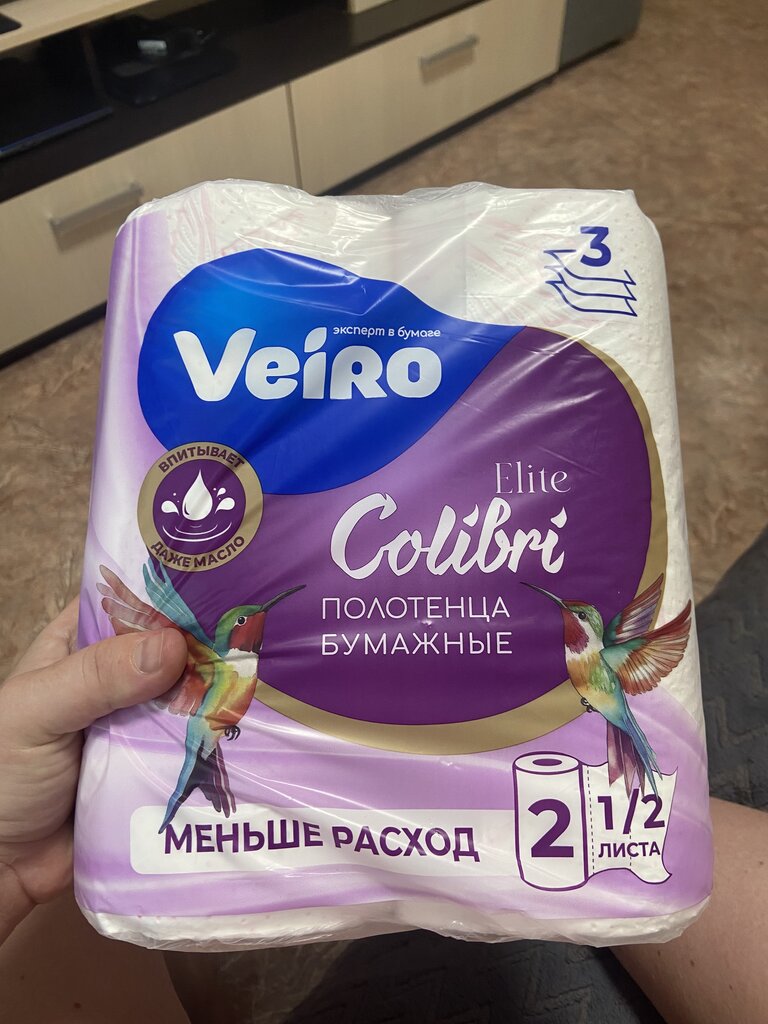 3
эксперт в бумаге
Veiro
ВПИТЫВАЕТ
ДАЖЕ МАСЛО
Elite
Colibri
ПОЛОТЕНЦА
БУМАЖНЫЕ
МЕНЬШЕ РАСХОД
2
1/2
ЛИСТА